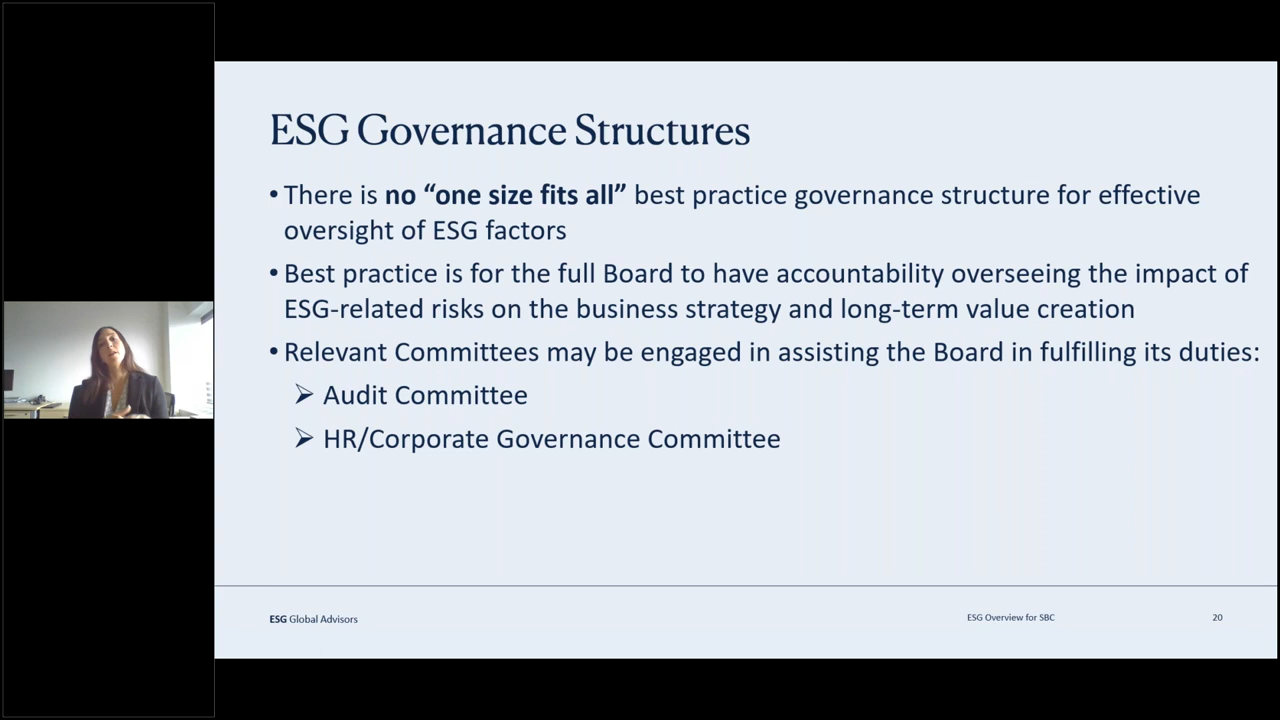 ESG Governance Structures
• There is no “one size fits all” best practice governance structure for effective
oversight of ESG factors
• Best practice is for the full Board to have accountability overseeing the impact of
ESG-related risks on the business strategy and long-term value creation
• Relevant Committees may be engaged in assisting the Board in fulfilling its duties:
➢ Audit Committee
➢ HR/Corporate Governance Committee
ESG Global Advisors
ESG Overview for SBC
20